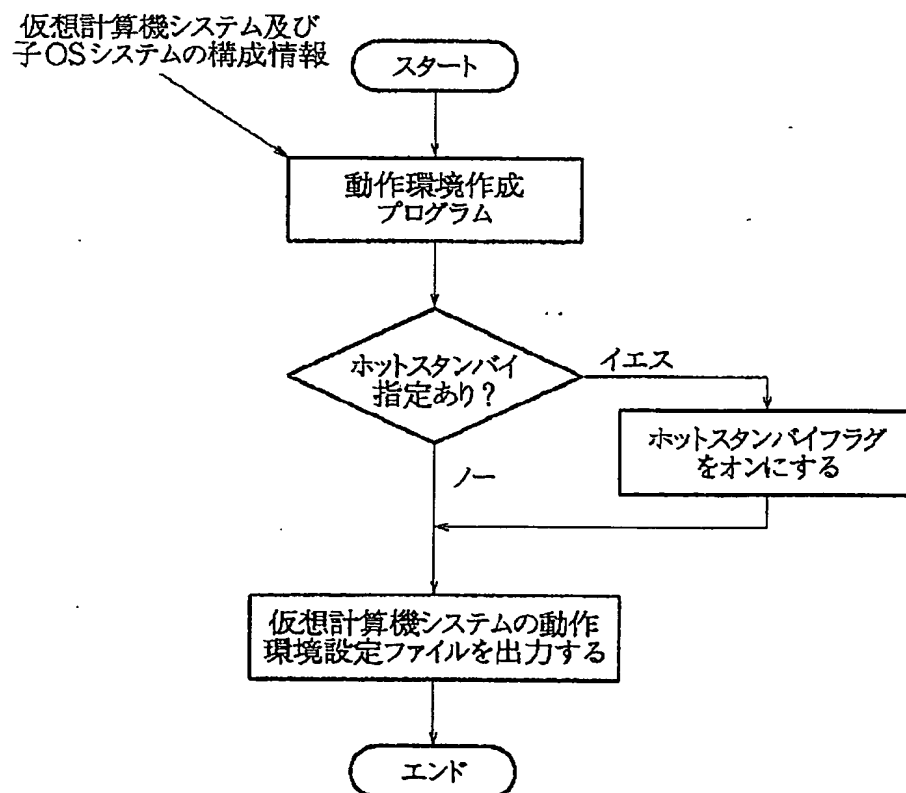 仮想計算機システム及び
子OSシステムの構成情報
スタート
動作環境作成
プログラム
ホットスタンバイ
指定あり?
イエス
ホットスタンバイフラグ
をオンにする
ノー
仮想計算機システムの動作
環境設定ファイルを出力する
エンド